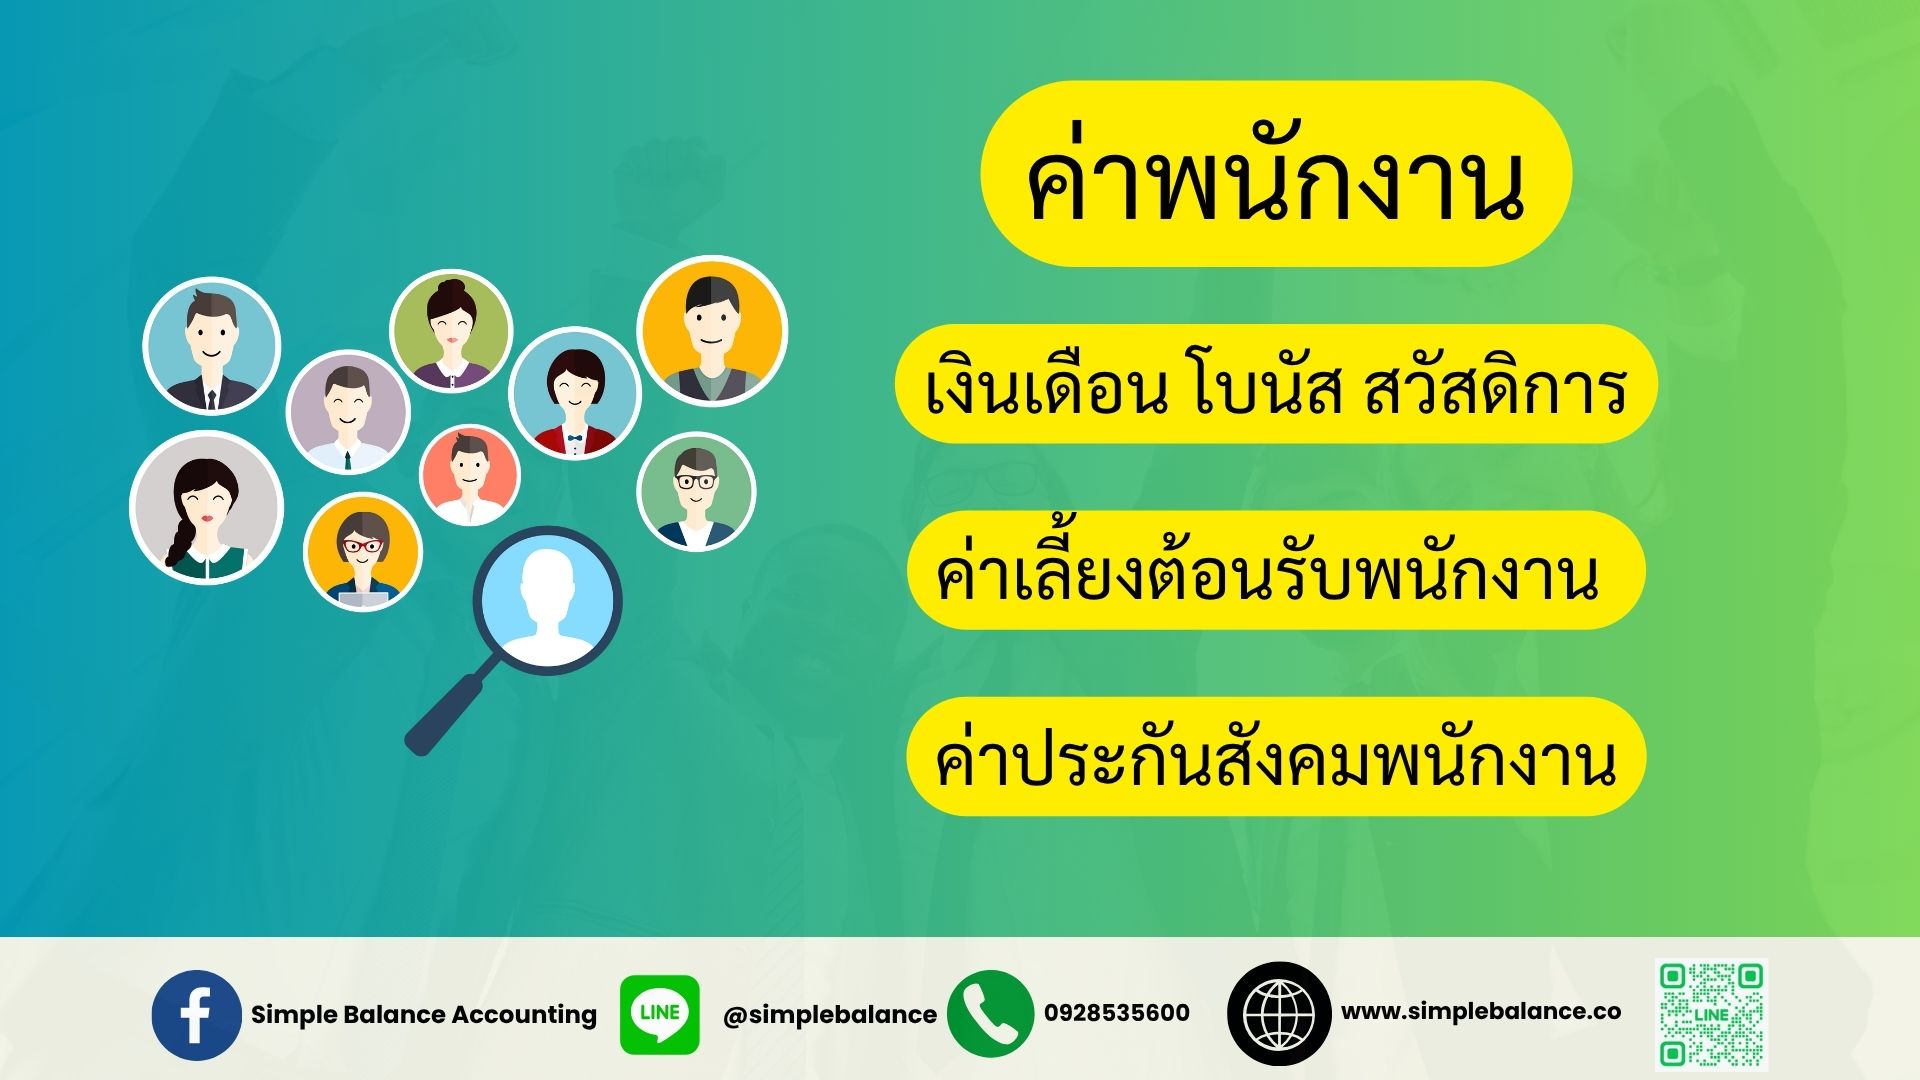 ค่าพนักงาน
เงินเดือน โบนัส สวัสดิการ
ค่าเลี้ยงต้อนรับพนักงาน
ค่าประกันสังคมพนักงาน
Simple Balance Accounting
LINE
@simplebalance
0928535600
www.simplebalance.co
LINE